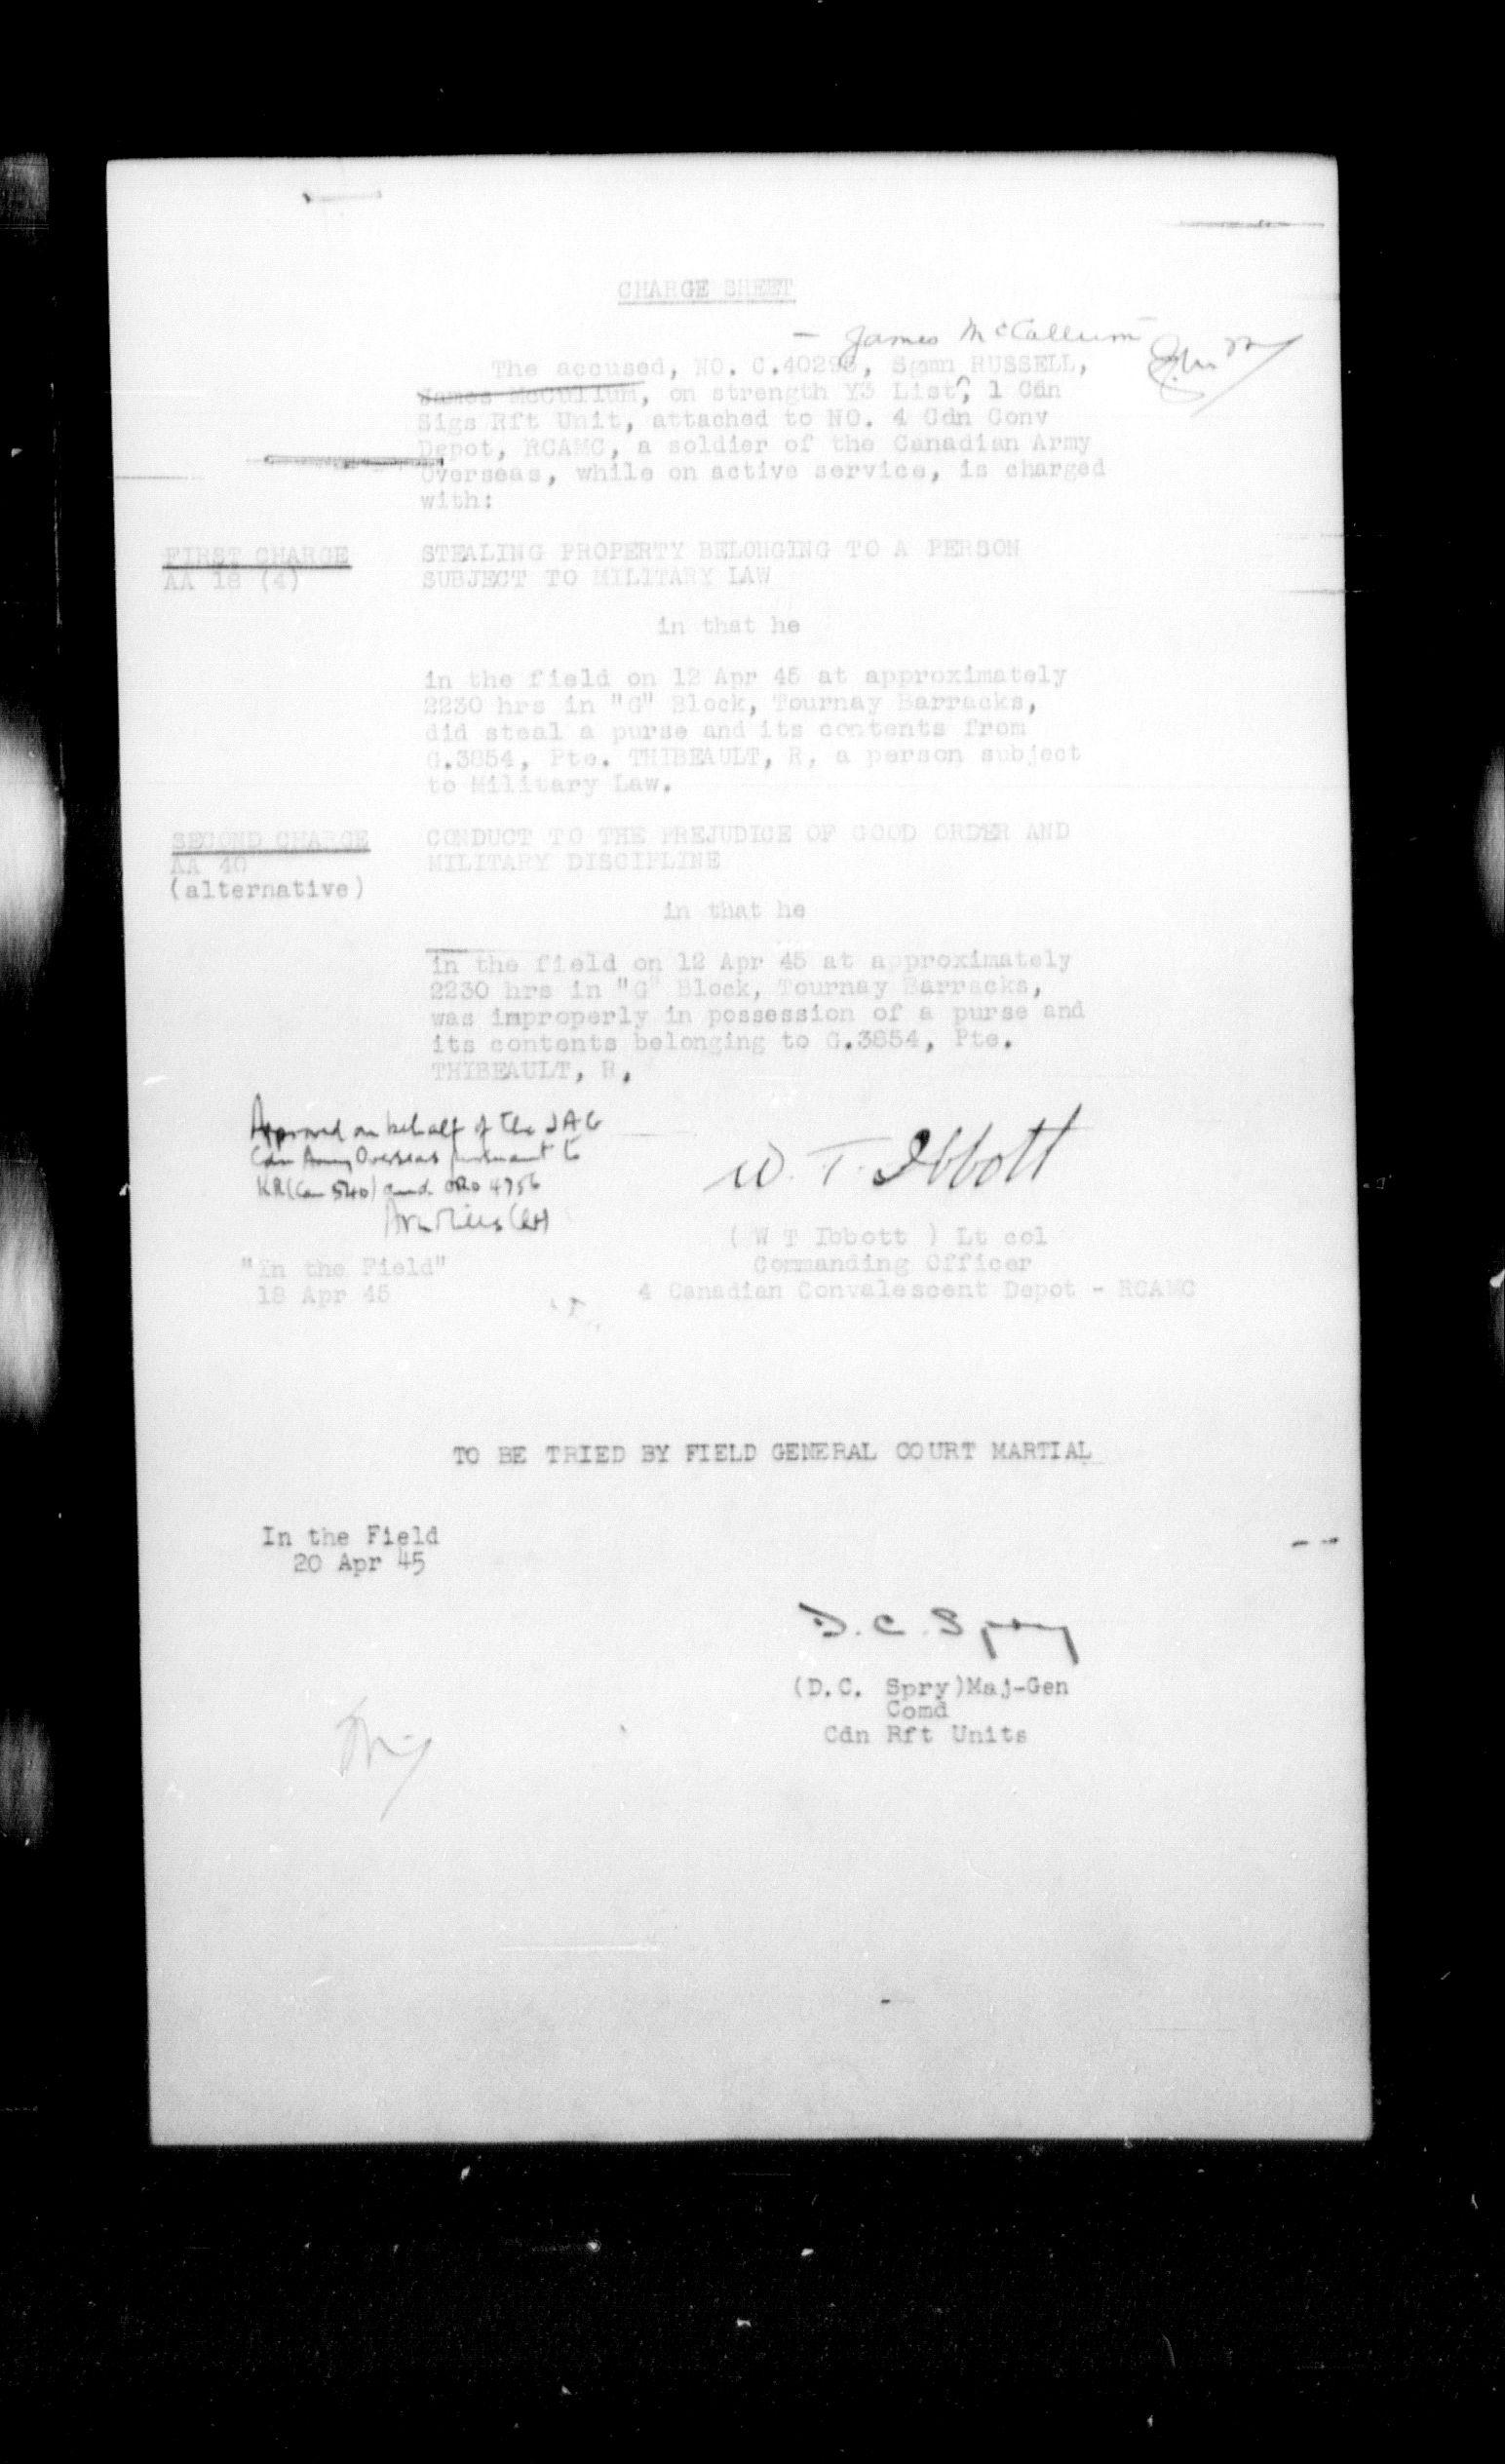 CHARGE SHEET
- James McCallum
The accused, NO. C.40298, Sgmn RUSSELL,
James McCullum, on strength Y3 List, 1 Cdn
Sigs Rft Unit, attached to NO. 4 Cdn Conv
Depot, RCAMC, a soldier of the Canadian Army
Overseas, while on active service, is charged
with:
FIRST CHARGE
AA 18 (4)
STEALING PROPERTY BELONGING TO A PERSON
SUBJECT TO MILITARY LAW
in that he
in the field on 12 Apr 45 at approximately
2230 hrs in "G" Block, Tournay Barracks,
did steal a purse and its contents from
G.3854, Pte. THIBEAULT, R, a person subject
to Military Law.
SECOND CHARGE
AA 40
(alternative)
CONDUCT TO THE PREJUDICE OF GOOD ORDER AND
MILITARY DISCIPLINE
in that he
in the field on 12 Apr 45 at approximately
2230 hrs in "G" Block, Tournay Barracks,
was improperly in possession of a purse and
its contents belonging to G.3854, Pte.
THIBEAULT, R.
Approved on behalf of the JAG
Cdn Army Overseas pursuant to
KR (Can 540) and ORO 4756
W. T. Ibbott
( W T Ibbott ) Lt col
Commanding Officer
4 Canadian Convalescent Depot - RCAMC
"In the Field"
18 Apr 45
TO BE TRIED BY FIELD GENERAL COURT MARTIAL
In the Field
20 Apr 45
D.C. Spry
(D.C. Spry)Maj-Gen
Comd
Cdn Rft Units